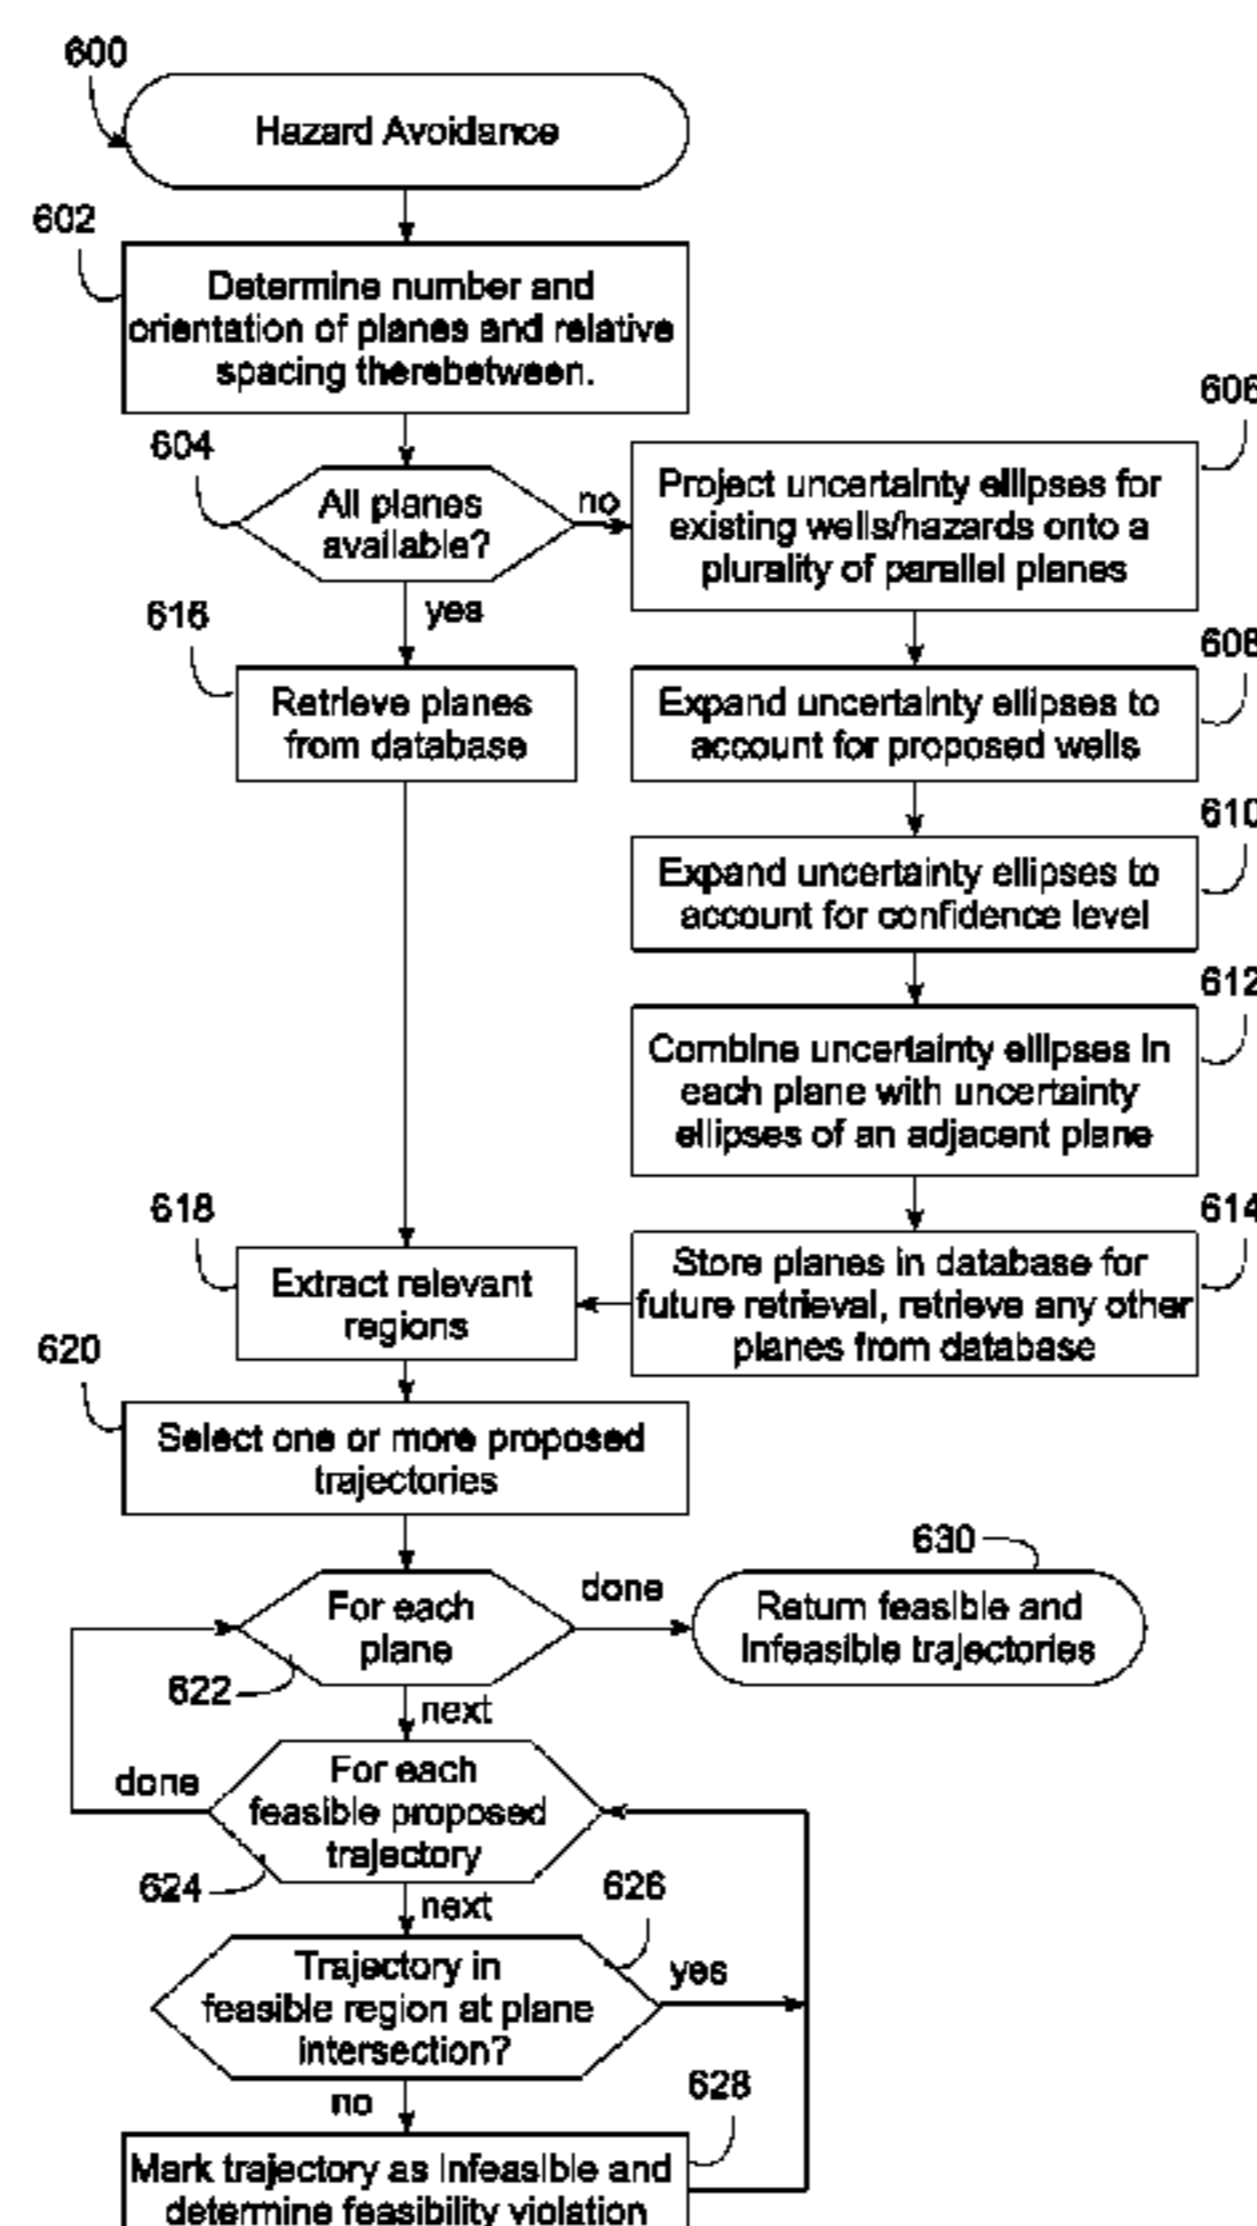 600
Hazard Avoidance
602
Determine number and
orientation of planes and relative
spacing therebetween.
604
All planes
available?
no
yes
606
Project uncertainty ellipses for
existing wells/hazards onto a
plurality of parallel planes
608
Expand uncertainty ellipses to
account for proposed wells
610
Expand uncertainty ellipses to
account for confidence level
612
Combine uncertainty ellipses in
each plane with uncertainty
ellipses of an adjacent plane
614
Store planes in database for
future retrieval, retrieve any other
planes from database
616
Retrieve planes
from database
618
Extract relevant
regions
620
Select one or more proposed
trajectories
For each
plane
622
done
630
Return feasible and
infeasible trajectories
next
For each
feasible proposed
trajectory
624
done
next
626
Trajectory in
feasible region at plane
intersection?
yes
no
628
Mark trajectory as infeasible and
determine feasibility violation